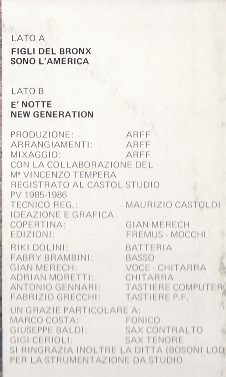 LATO A
FIGLI DEL BRONX
SONO L'AMERICA
LATO B
E' NOTTE
NEW GENERATION
PRODUZIONE: ARFF
ARRANGIAMENTI: ARFF
MIXAGGIO: ARFF
CON LA COLLABORAZIONE DEL
Mº VINCENZO TEMPERA
REGISTRATO AL CASTOL STUDIO
PV 1985-1986
TECNICO REG.: MAURIZIO CASTOLDI
IDEAZIONE E GRAFICA
COPERTINA: GIAN MERECH
EDIZIONI: FREMUS - MOCCHI
RIKI DOLINI: BATTERIA
FABRY BRAMBINI: BASSO
GIAN MERECH: VOCE - CHITARRA
ADRIAN MORETTI: CHITARRA
ANTONIO GENNARI: TASTIERE COMPUTER
FABRIZIO GRECCHI: TASTIERE P.F.
UN GRAZIE PARTICOLARE A:
MARCO COSTA: FONICO
GIUSEPPE BALDI: SAX CONTRALTO
GIGI CERIOLI: SAX TENORE
SI RINGRAZIA INOLTRE LA DITTA (BOSONI LOD
PER LA STRUMENTAZIONE DA STUDIO